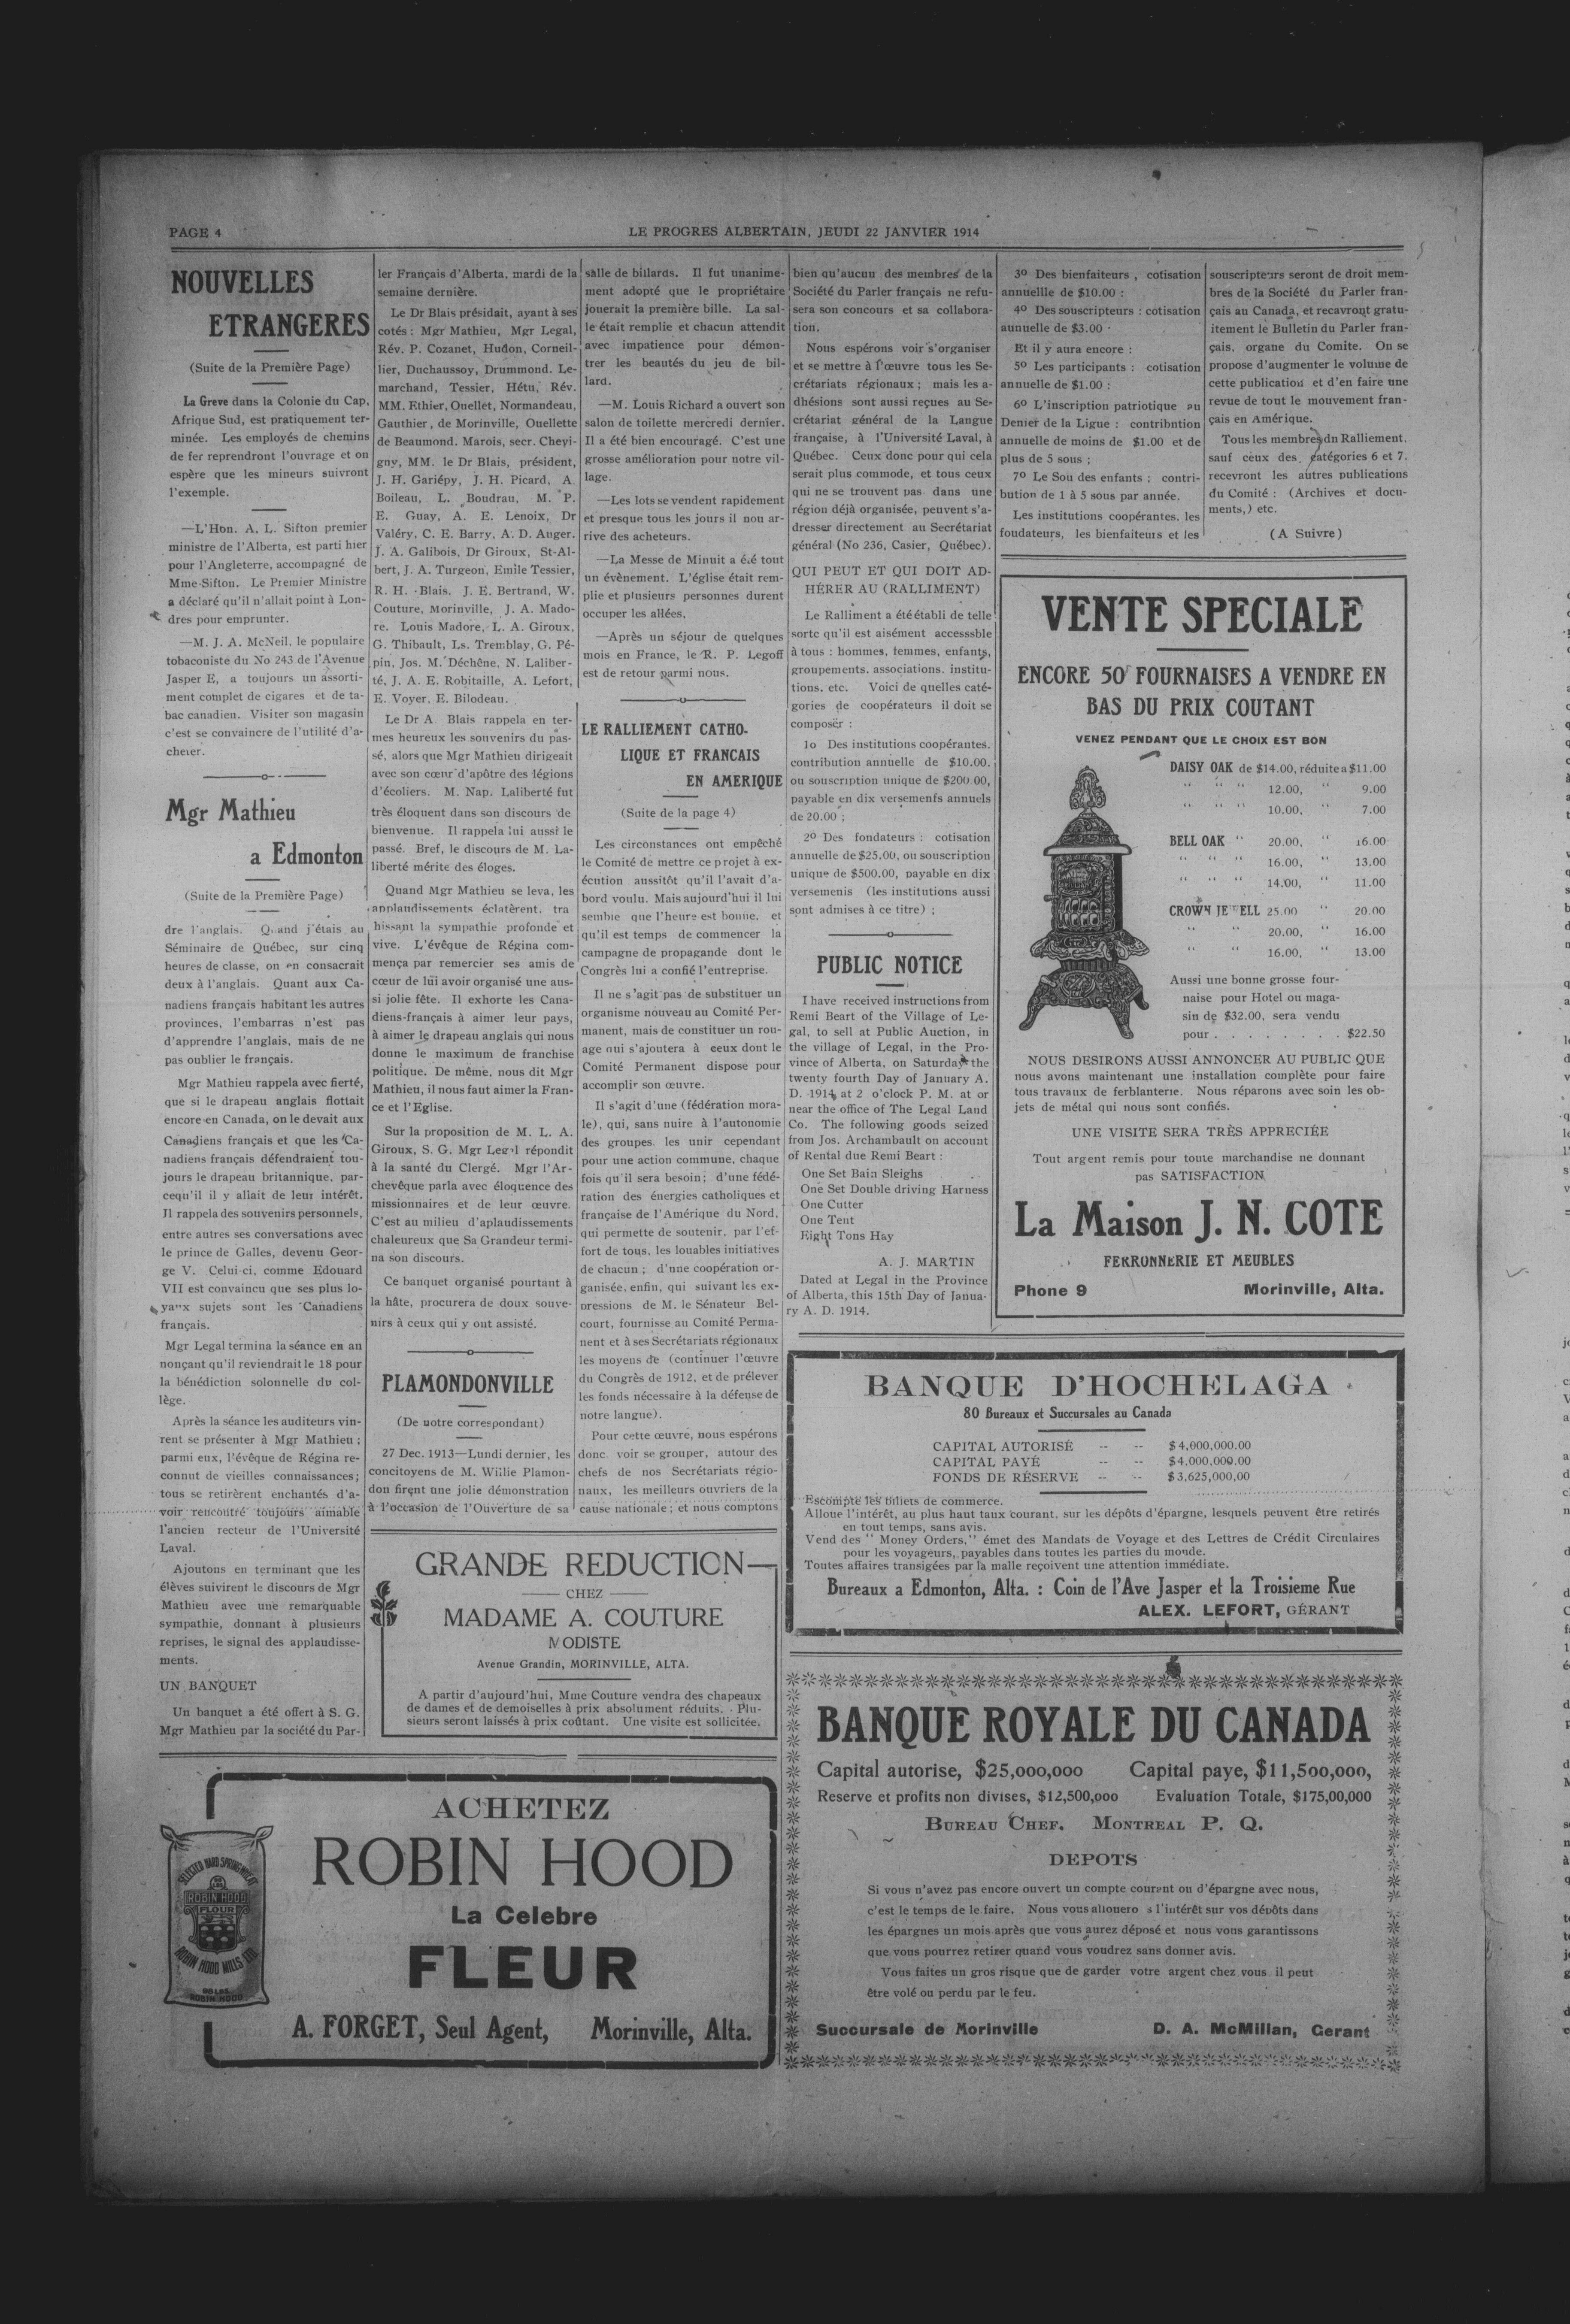 PAGE 4
LE PROGRES ALBERTAIN, JEUDI 22 JANVIER 1914
NOUVELLES
ETRANGERES
(Suite de la Première Page)
La Greve dans la Colonie du Cap,
Afrique Sud, est pratiquement ter-
minée. Les employés de chemins
de fer reprendront l'ouvrage et on
espère que les mineurs suivront
l'exemple.
—L'Hon. A. L. Sifton premier
ministre de l'Alberta, est parti hier
pour l'Angleterre, accompagné de
Mme Sifton. Le Premier Ministre
a déclaré qu'il n'allait point à Lon-
dres pour emprunter.
—M. J. A. McNeil, le populaire
tobaconiste du No 243 de l'Avenue
Jasper E, a toujours un assorti-
ment complet de cigares et de ta-
bac canadien. Visiter son magasin
c'est se convaincre de l'utilité d'a-
cheter.
Mgr Mathieu
a Edmonton
(Suite de la Première Page)
dre l'anglais. Quand j'étais au
Séminaire de Québec, sur cinq
heures de classe, on en consacrait
deux à l'anglais. Quant aux Ca-
nadiens français habitant les autres
provinces, l'embarras n'est pas
d'apprendre l'anglais, mais de ne
pas oublier le français.
Mgr Mathieu rappela avec fierté,
que si le drapeau anglais flottait
encore en Canada, on le devait aux
Canadiens français et que les Ca-
nadiens français défendraient tou-
jours le drapeau britannique, par-
cequ'il il y allait de leur intérêt.
Il rappela des souvenirs personnels,
entre autres ses conversations avec
le prince de Galles, devenu Geor-
ge V. Celui-ci, comme Edouard
VII est convaincu que ses plus lo-
yaux sujets sont les Canadiens
français.
Mgr Legal termina la séance en an
nonçant qu'il reviendrait le 18 pour
la bénédiction solonnelle du col-
lège.
Après la séance les auditeurs vin-
rent se présenter à Mgr Mathieu ;
parmi eux, l'évêque de Régina re-
connut de vieilles connaissances;
tous se retirèrent enchantés d'a-
voir rencontré toujours aimable
l'ancien recteur de l'Université
Laval.
Ajoutons en terminant que les
élèves suivirent le discours de Mgr
Mathieu avec une remarquable
sympathie, donnant à plusieurs
reprises, le signal des applaudisse-
ments.
UN BANQUET
Un banquet a été offert à S. G.
Mgr Mathieu par la société du Par-
ler Français d'Alberta, mardi de la
semaine dernière.
Le Dr Blais présidait, ayant à ses
cotés : Mgr Mathieu, Mgr Legal,
Rév. P. Cozanet, Hudon, Corneil-
lier, Duchaussoy, Drummond. Le-
marchand, Tessier, Hétu, Rév.
MM. Ethier, Ouellet, Normandeau,
Gauthier, de Morinville, Ouellette
de Beaumond. Marois, secr. Cheyi-
gny, MM. le Dr Blais, président,
J. H. Gariépy, J. H. Picard, A.
Boileau, L. Boudrau, M. P.
E. Guay, A. E. Lenoix, Dr
Valéry, C. E. Barry, A. D. Auger.
J. A. Galibois, Dr Giroux, St-Al-
bert, J. A. Turgeon, Emile Tessier,
R. H. Blais. J. E. Bertrand, W.
Couture, Morinville, J. A. Mado-
re. Louis Madore, L. A. Giroux,
G. Thibault, Ls. Tremblay, G. Pé-
pin, Jos. M. Déchêne, N. Laliber-
té, J. A. E. Robitaille, A. Lefort,
E. Voyer, E. Bilodeau.
Le Dr A. Blais rappela en ter-
mes heureux les souvenirs du pas-
sé, alors que Mgr Mathieu dirigeait
avec son cœur d'apôtre des légions
d'écoliers. M. Nap. Laliberté fut
très éloquent dans son discours de
bienvenue. Il rappela lui aussi le
passé. Bref, le discours de M. La-
liberté mérite des éloges.
Quand Mgr Mathieu se leva, les
applaudissements éclatèrent, tra
hissant la sympathie profonde et
vive. L'évêque de Régina com-
mença par remercier ses amis de
cœur de lui avoir organisé une aus-
si jolie fête. Il exhorte les Cana-
diens-français à aimer leur pays,
à aimer le drapeau anglais qui nous
donne le maximum de franchise
politique. De même, nous dit Mgr
Mathieu, il nous faut aimer la Fran-
ce et l'Eglise.
Sur la proposition de M. L. A.
Giroux, S. G. Mgr Legal répondit
à la santé du Clergé. Mgr l'Ar-
chevêque parla avec éloquence des
missionnaires et de leur œuvre.
C'est au milieu d'aplaudissements
chaleureux que Sa Grandeur termi-
na son discours.
Ce banquet organisé pourtant à
la hâte, procurera de doux souve-
nirs à ceux qui y ont assisté.
PLAMONDONVILLE
(De notre correspondant)
27 Dec. 1913—Lundi dernier, les
concitoyens de M. Willie Plamon-
don firent une jolie démonstration
à l'occasion de l'Ouverture de sa
salle de billards. Il fut unanime-
ment adopté que le propriétaire
jouerait la première bille. La sal-
le était remplie et chacun attendit
avec impatience pour démon-
trer les beautés du jeu de bil-
lard.
—M. Louis Richard a ouvert son
salon de toilette mercredi dernier.
Il a été bien encouragé. C'est une
grosse amélioration pour notre vil-
lage.
—Les lots se vendent rapidement
et presque tous les jours il nou ar-
rive des acheteurs.
—La Messe de Minuit a été tout
un évènement. L'église était rem-
plie et plusieurs personnes durent
occuper les allées.
—Après un séjour de quelques
mois en France, le R. P. Legoff
est de retour parmi nous.
LE RALLIEMENT CATHO-
LIQUE ET FRANCAIS
EN AMERIQUE
(Suite de la page 4)
Les circonstances ont empêché
le Comité de mettre ce projet à ex-
écution aussitôt qu'il l'avait d'a-
bord voulu. Mais aujourd'hui il lui
semble que l'heure est bonne, et
qu'il est temps de commencer la
campagne de propagande dont le
Congrès lui a confié l'entreprise.
Il ne s'agit pas de substituer un
organisme nouveau au Comité Per-
manent, mais de constituer un rou-
age qui s'ajoutera à ceux dont le
Comité Permanent dispose pour
accomplir son œuvre.
Il s'agit d'une (fédération mora-
le), qui, sans nuire à l'autonomie
des groupes, les unir cependant
pour une action commune, chaque
fois qu'il sera besoin; d'une fédé-
ration des énergies catholiques et
française de l'Amérique du Nord,
qui permette de soutenir, par l'ef-
fort de tous, les louables initiatives
de chacun ; d'nne coopération or-
ganisée, enfin, qui suivant les ex-
pressions de M. le Sénateur Bel-
court, fournisse au Comité Perma-
nent et à ses Secrétariats régionaux
les moyens de (continuer l'œuvre
du Congrès de 1912, et de prélever
les fonds nécessaire à la défense de
notre langue).
Pour cette œuvre, nous espérons
donc voir se grouper, autour des
chefs de nos Secrétariats régio-
naux, les meilleurs ouvriers de la
cause nationale ; et nous comptons
bien qu'aucun des membres de la
Société du Parler français ne refu-
sera son concours et sa collabora-
tion.
Nous espérons voir s'organiser
et se mettre à l'œuvre tous les Se-
crétariats régionaux ; mais les a-
dhésions sont aussi reçues au Se-
crétariat général de la Langue
française, à l'Université Laval, à
Québec. Ceux donc pour qui cela
serait plus commode, et tous ceux
qui ne se trouvent pas dans une
région déjà organisée, peuvent s'a-
dresser directement au Secrétariat
général (No 236, Casier, Québec).
QUI PEUT ET QUI DOIT AD-
HÉRER AU (RALLIMENT)
Le Ralliment a été établi de telle
sorte qu'il est aisément accesssble
à tous : hommes, femmes, enfants,
groupements, associations, institu-
tions, etc. Voici de quelles caté-
gories de coopérateurs il doit se
composer :
1o Des institutions coopérantes,
contribution annuelle de $10.00,
ou souscription unique de $200.00,
payable en dix versemenfs annuels
de 20.00 ;
2o Des fondateurs : cotisation
annuelle de $25.00, ou souscription
unique de $500.00, payable en dix
versemenis (les institutions aussi
sont admises à ce titre) ;
PUBLIC NOTICE
I have received instructions from
Remi Beart of the Village of Le-
gal, to sell at Public Auction, in
the village of Legal, in the Pro-
vince of Alberta, on Saturday the
twenty fourth Day of January A.
D. 1914, at 2 o'clock P. M. at or
near the office of The Legal Land
Co. The following goods seized
from Jos. Archambault on account
of Rental due Remi Beart :
One Set Bain Sleighs
One Set Double driving Harness
One Cutter
One Tent
Eight Tons Hay
A. J. MARTIN
Dated at Legal in the Province
of Alberta, this 15th Day of Janua-
ry A. D. 1914.
3o Des bienfaiteurs , cotisation
annuellle de $10.00 :
4o Des souscripteurs : cotisation
aunuelle de $3.00
Et il y aura encore :
5o Les participants : cotisation
annuelle de $1.00 :
6o L'inscription patriotique au
Denier de la Ligue : contribntion
annuelle de moins de $1.00 et de
plus de 5 sous ;
7o Le Sou des enfants ; contri-
bution de 1 à 5 sous par année.
Les institutions coopérantes, les
foudateurs, les bienfaiteurs et les
souscripteurs seront de droit mem-
bres de la Société du Parler fran-
çais au Canada, et recavront gratu-
itement le Bulletin du Parler fran-
çais, organe du Comite. On se
propose d'augmenter le volume de
cette publication et d'en faire une
revue de tout le mouvement fran-
çais en Amérique.
Tous les membres dn Ralliement,
sauf ceux des catégories 6 et 7,
recevront les autres publications
du Comité : (Archives et docu-
ments,) etc.
(A Suivre)
VENTE SPECIALE
ENCORE 50 FOURNAISES A VENDRE EN
BAS DU PRIX COUTANT
VENEZ PENDANT QUE LE CHOIX EST BON
DAISY OAK de $14.00, réduite a $11.00
" " " 12.00, " 9.00
" " " 10.00, " 7.00
BELL OAK " 20.00, " 16.00
" " " 16.00, " 13.00
" " " 14.00, " 11.00
CROWN JEWELL 25.00 " 20.00
" " 20.00, " 16.00
" " 16.00, " 13.00
Aussi une bonne grosse four-
naise pour Hotel ou maga-
sin de $32.00, sera vendu
pour . . . . . . . . $22.50
NOUS DESIRONS AUSSI ANNONCER AU PUBLIC QUE
nous avons maintenant une installation complète pour faire
tous travaux de ferblanterie. Nous réparons avec soin les ob-
jets de métal qui nous sont confiés.
UNE VISITE SERA TRÈS APPRECIÉE
Tout argent remis pour toute marchandise ne donnant
pas SATISFACTION
La Maison J. N. COTE
FERRONNERIE ET MEUBLES
Phone 9 Morinville, Alta.
BANQUE D'HOCHELAGA
80 Bureaux et Succursales au Canada
CAPITAL AUTORISÉ -- -- $4,000,000.00
CAPITAL PAYÉ -- -- $4.000,000.00
FONDS DE RÉSERVE -- -- $3,625,000,00
Escompte les billets de commerce.
Alloue l'intérêt, au plus haut taux courant, sur les dépôts d'épargne, lesquels peuvent être retirés
en tout temps, sans avis.
Vend des " Money Orders," émet des Mandats de Voyage et des Lettres de Crédit Circulaires
pour les voyageurs, payables dans toutes les parties du monde.
Toutes affaires transigées par la malle reçoivent une attention immédiate.
Bureaux a Edmonton, Alta. : Coin de l'Ave Jasper et la Troisieme Rue
ALEX. LEFORT, GÉRANT
GRANDE REDUCTION
CHEZ
MADAME A. COUTURE
MODISTE
Avenue Grandin, MORINVILLE, ALTA.
A partir d'aujourd'hui, Mme Couture vendra des chapeaux
de dames et de demoiselles à prix absolument réduits. Plu-
sieurs seront laissés à prix coûtant. Une visite est sollicitée.
BANQUE ROYALE DU CANADA
Capital autorise, $25,000,000 Capital paye, $11,500,000,
Reserve et profits non divises, $12,500,000 Evaluation Totale, $175,00,000
BUREAU CHEF, MONTREAL P. Q.
DEPOTS
Si vous n'avez pas encore ouvert un compte courant ou d'épargne avec nous,
c'est le temps de le faire. Nous vous allouero s l'intérêt sur vos dépôts dans
les épargnes un mois après que vous aurez déposé et nous vous garantissons
que vous pourrez retirer quand vous voudrez sans donner avis.
Vous faites un gros risque que de garder votre argent chez vous il peut
être volé ou perdu par le feu.
Succursale de Morinville D. A. McMillan, Gerant
ACHETEZ
ROBIN HOOD
La Celebre
FLEUR
A. FORGET, Seul Agent, Morinville, Alta.
SELECTED HARD SPRING WHEAT
ROBIN HOOD
FLOUR
ROBIN HOOD MILLS LTD.
98 LBS.
ROBIN HOOD